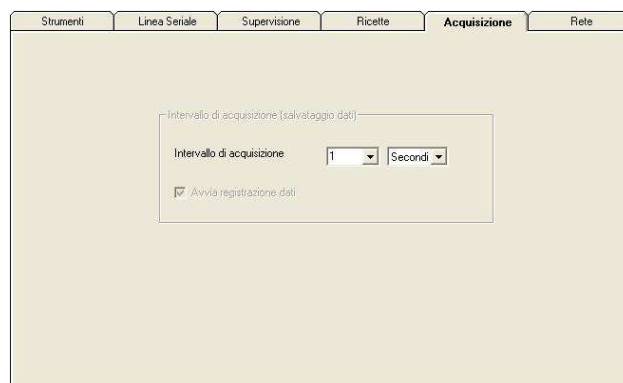 Strumenti Linea Seriale Supervisione Ricette Acquisizione Rete
Intervallo di acquisizione (salvataggio dati)
Intervallo di acquisizione 1 Secondi
Avvia registrazione dati